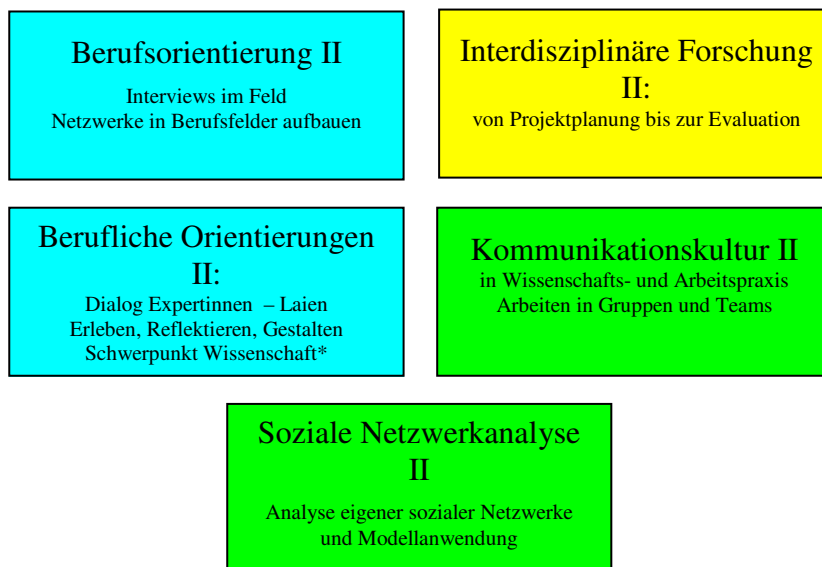 Berufsorientierung II
Interviews im Feld
Netzwerke in Berufsfelder aufbauen
Interdisziplinäre Forschung
II:
von Projektplanung bis zur Evaluation
Berufliche Orientierungen
II:
Dialog Expertinnen – Laien
Erleben, Reflektieren, Gestalten
Schwerpunkt Wissenschaft*
Kommunikationskultur II
in Wissenschafts- und Arbeitspraxis
Arbeiten in Gruppen und Teams
Soziale Netzwerkanalyse
II
Analyse eigener sozialer Netzwerke
und Modellanwendung